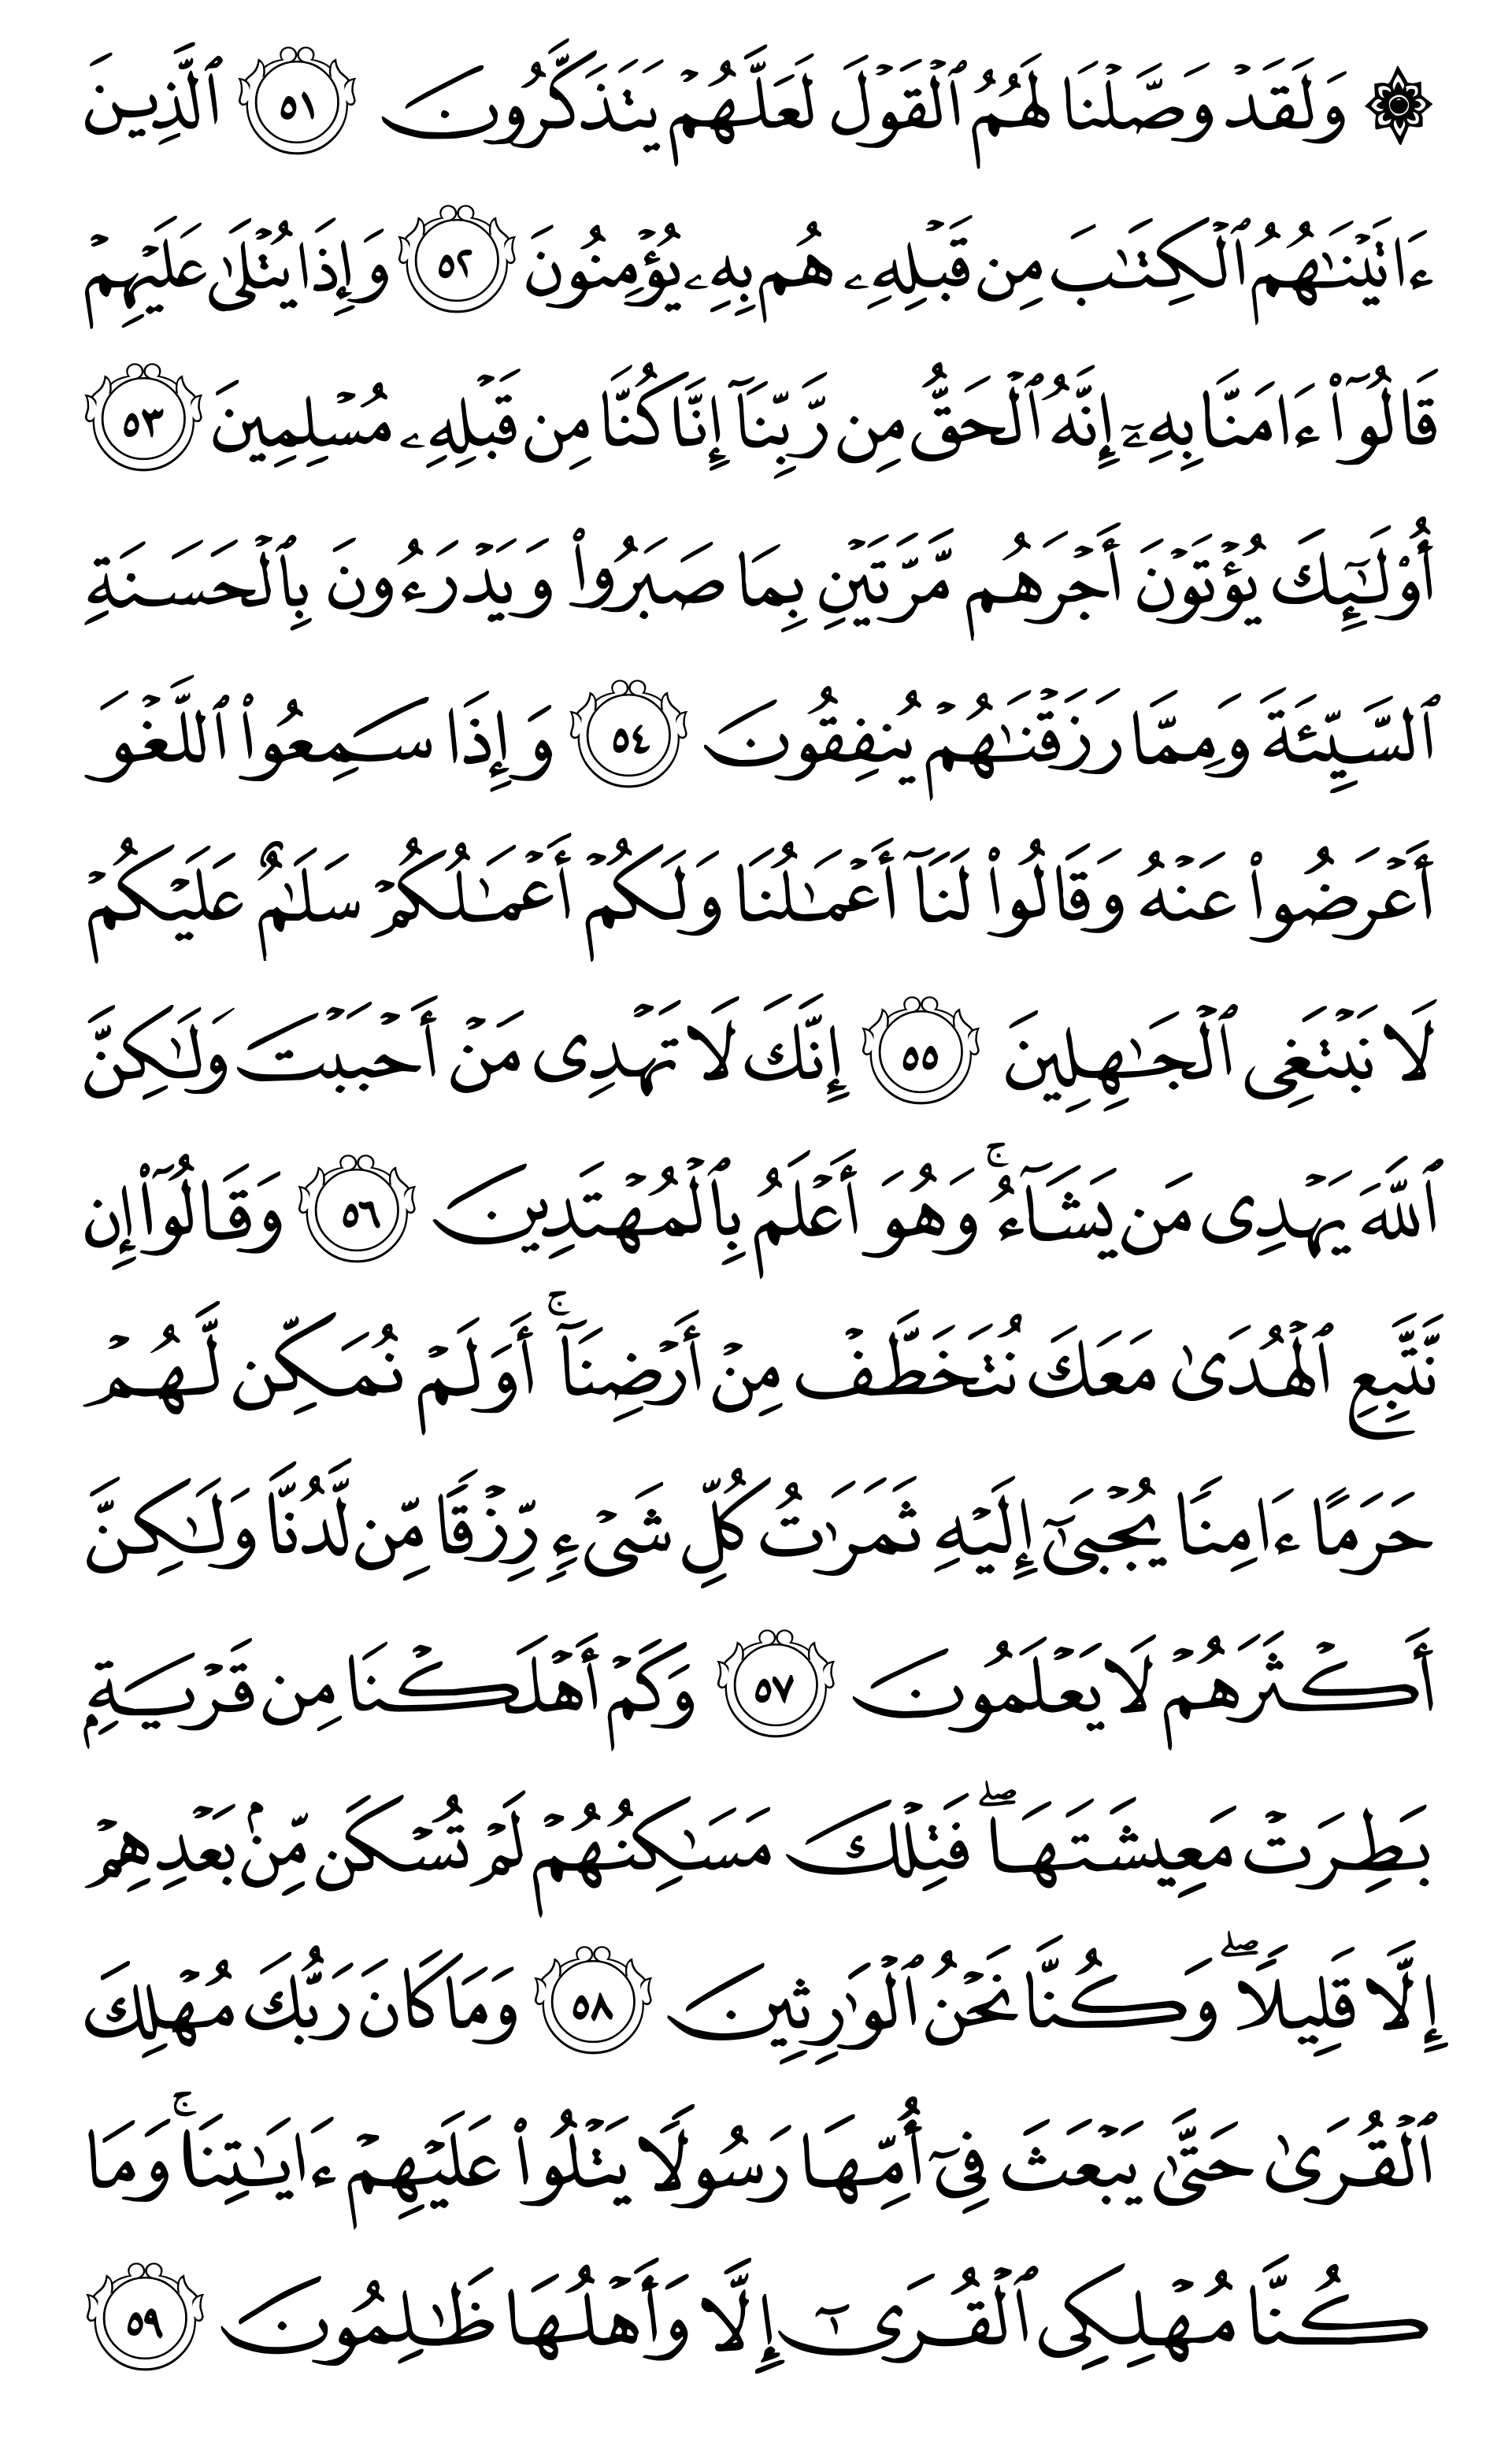 ۞ وَلَقَدْ وَصَّلْنَا لَهُمُ ٱلْقَوْلَ لَعَلَّهُمْ يَتَذَكَّرُونَ ٥١ ٱلَّذِينَ
ءَاتَيْنَٰهُمُ ٱلْكِتَٰبَ مِن قَبْلِهِۦ هُم بِهِۦ يُؤْمِنُونَ ٥٢ وَإِذَا يُتْلَىٰ عَلَيْهِمْ
قَالُوٓا۟ ءَامَنَّا بِهِۦٓ إِنَّهُ ٱلْحَقُّ مِن رَّبِّنَآ إِنَّا كُنَّا مِن قَبْلِهِۦ مُسْلِمِينَ ٥٣
أُو۟لَٰٓئِكَ يُؤْتَوْنَ أَجْرَهُم مَّرَّتَيْنِ بِمَا صَبَرُوا۟ وَيَدْرَءُونَ بِٱلْحَسَنَةِ
ٱلسَّيِّئَةَ وَمِمَّا رَزَقْنَٰهُمْ يُنفِقُونَ ٥٤ وَإِذَا سَمِعُوا۟ ٱللَّغْوَ
أَعْرَضُوا۟ عَنْهُ وَقَالُوا۟ لَنَآ أَعْمَٰلُنَا وَلَكُمْ أَعْمَٰلُكُمْ سَلَٰمٌ عَلَيْكُمْ
لَا نَبْتَغِى ٱلْجَٰهِلِينَ ٥٥ إِنَّكَ لَا تَهْدِى مَنْ أَحْبَبْتَ وَلَٰكِنَّ
ٱللَّهَ يَهْدِى مَن يَشَآءُ ۚ وَهُوَ أَعْلَمُ بِٱلْمُهْتَدِينَ ٥٦ وَقَالُوٓا۟ إِن
نَّتَّبِعِ ٱلْهُدَىٰ مَعَكَ نُتَخَطَّفْ مِنْ أَرْضِنَآ ۚ أَوَلَمْ نُمَكِّن لَّهُمْ
حَرَمًا ءَامِنًا يُجْبَىٰٓ إِلَيْهِ ثَمَرَٰتُ كُلِّ شَىْءٍ رِّزْقًا مِّن لَّدُنَّا وَلَٰكِنَّ
أَكْثَرَهُمْ لَا يَعْلَمُونَ ٥٧ وَكَمْ أَهْلَكْنَا مِن قَرْيَةٍۭ
بَطِرَتْ مَعِيشَتَهَا ۖ فَتِلْكَ مَسَٰكِنُهُمْ لَمْ تُسْكَن مِّنۢ بَعْدِهِمْ
إِلَّا قَلِيلًا ۖ وَكُنَّا نَحْنُ ٱلْوَٰرِثِينَ ٥٨ وَمَا كَانَ رَبُّكَ مُهْلِكَ
ٱلْقُرَىٰ حَتَّىٰ يَبْعَثَ فِىٓ أُمِّهَا رَسُولًا يَتْلُوا۟ عَلَيْهِمْ ءَايَٰتِنَا ۚ وَمَا
كُنَّا مُهْلِكِى ٱلْقُرَىٰٓ إِلَّا وَأَهْلُهَا ظَٰلِمُونَ ٥٩